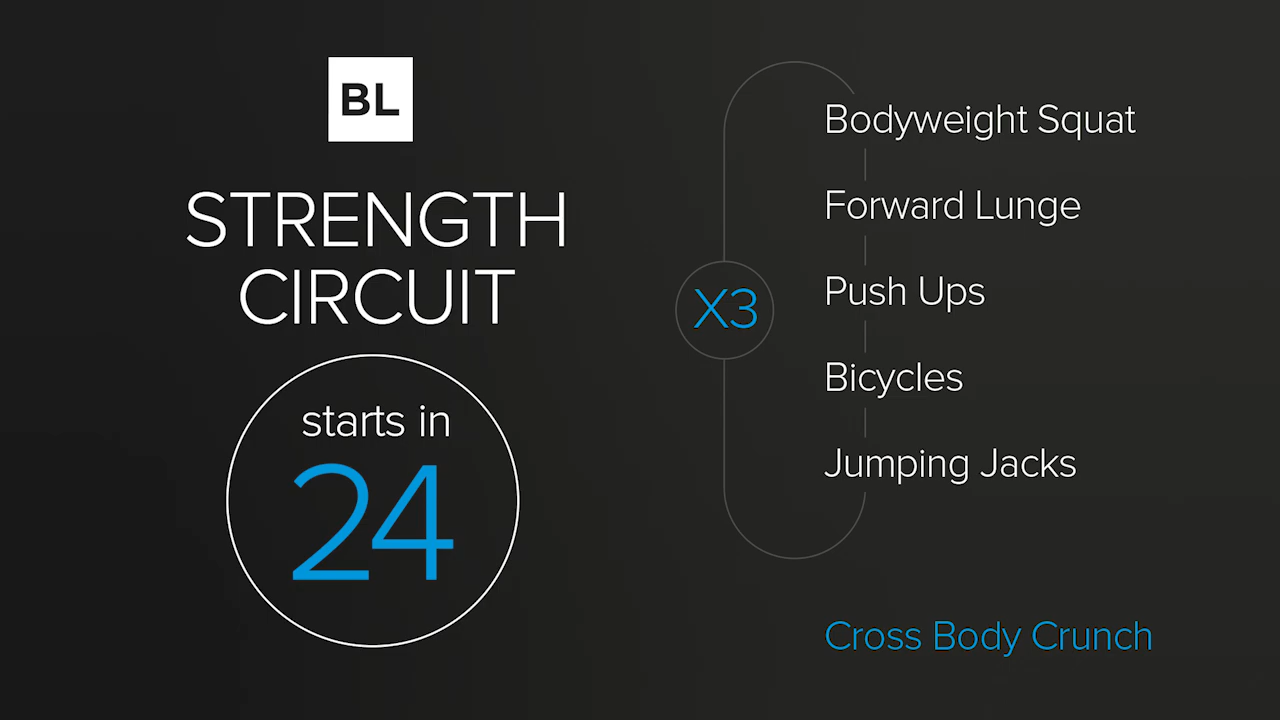 BL
STRENGTH
CIRCUIT
starts in
24
X3
Bodyweight Squat
Forward Lunge
Push Ups
Bicycles
Jumping Jacks
Cross Body Crunch